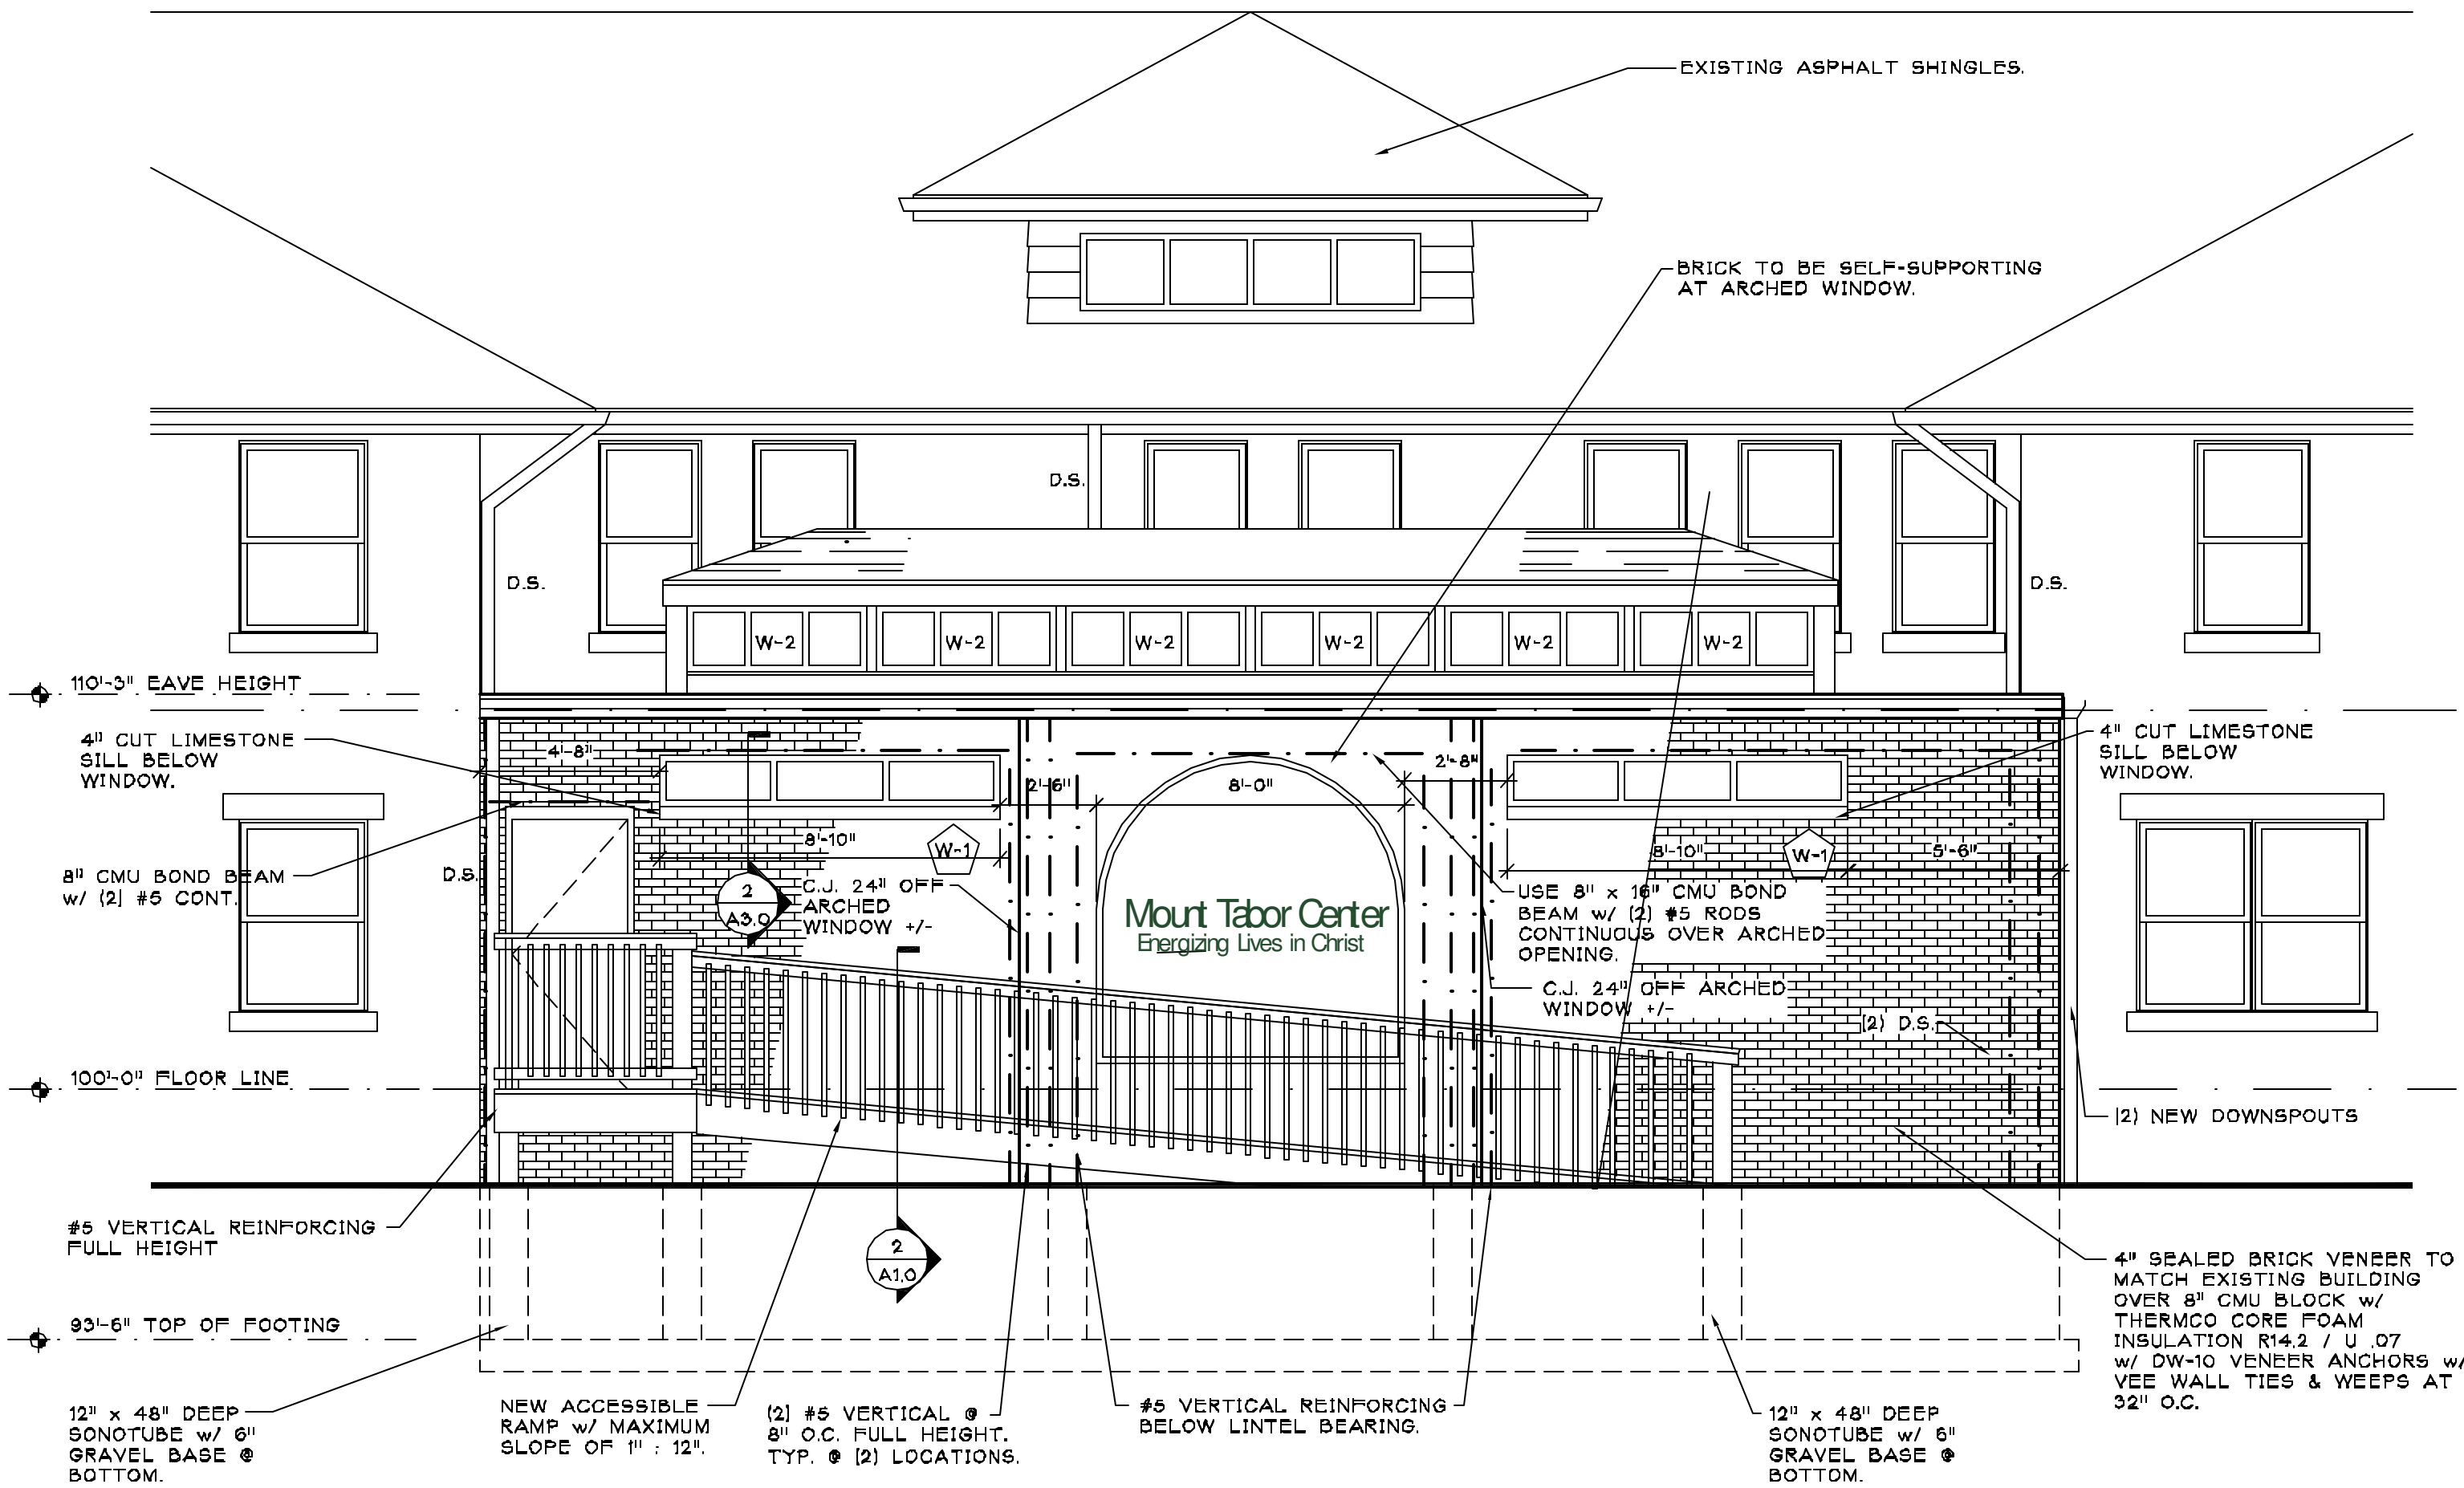 EXISTING ASPHALT SHINGLES.
BRICK TO BE SELF-SUPPORTING
AT ARCHED WINDOW.
D.S.
D.S.
D.S.
W-2
W-2
W-2
W-2
W-2
W-2
110'-3" EAVE HEIGHT
4" CUT LIMESTONE
SILL BELOW
WINDOW.
4'-8"
2'-6"
8'-0"
2'-8"
4" CUT LIMESTONE
SILL BELOW
WINDOW.
8'-10"
W-1
8'-10"
W-1
5'-6"
8" CMU BOND BEAM
w/ (2) #5 CONT.
D.S.
2
A3.0
C.J. 24" OFF
ARCHED
WINDOW +/-
Mount Tabor Center
Energizing Lives in Christ
USE 8" x 16" CMU BOND
BEAM w/ (2) #5 RODS
CONTINUOUS OVER ARCHED
OPENING.
C.J. 24" OFF ARCHED
WINDOW +/-
(2) D.S.
100'-0" FLOOR LINE
(2) NEW DOWNSPOUTS
#5 VERTICAL REINFORCING
FULL HEIGHT
2
A1.0
4" SEALED BRICK VENEER TO
MATCH EXISTING BUILDING
OVER 8" CMU BLOCK w/
THERMCO CORE FOAM
INSULATION R14.2 / U .07
w/ DW-10 VENEER ANCHORS w/
VEE WALL TIES & WEEPS AT
32" O.C.
93'-6" TOP OF FOOTING
12" x 48" DEEP
SONOTUBE w/ 6"
GRAVEL BASE @
BOTTOM.
NEW ACCESSIBLE
RAMP w/ MAXIMUM
SLOPE OF 1" : 12".
(2) #5 VERTICAL @
8" O.C. FULL HEIGHT.
TYP. @ (2) LOCATIONS.
#5 VERTICAL REINFORCING
BELOW LINTEL BEARING.
12" x 48" DEEP
SONOTUBE w/ 6"
GRAVEL BASE @
BOTTOM.